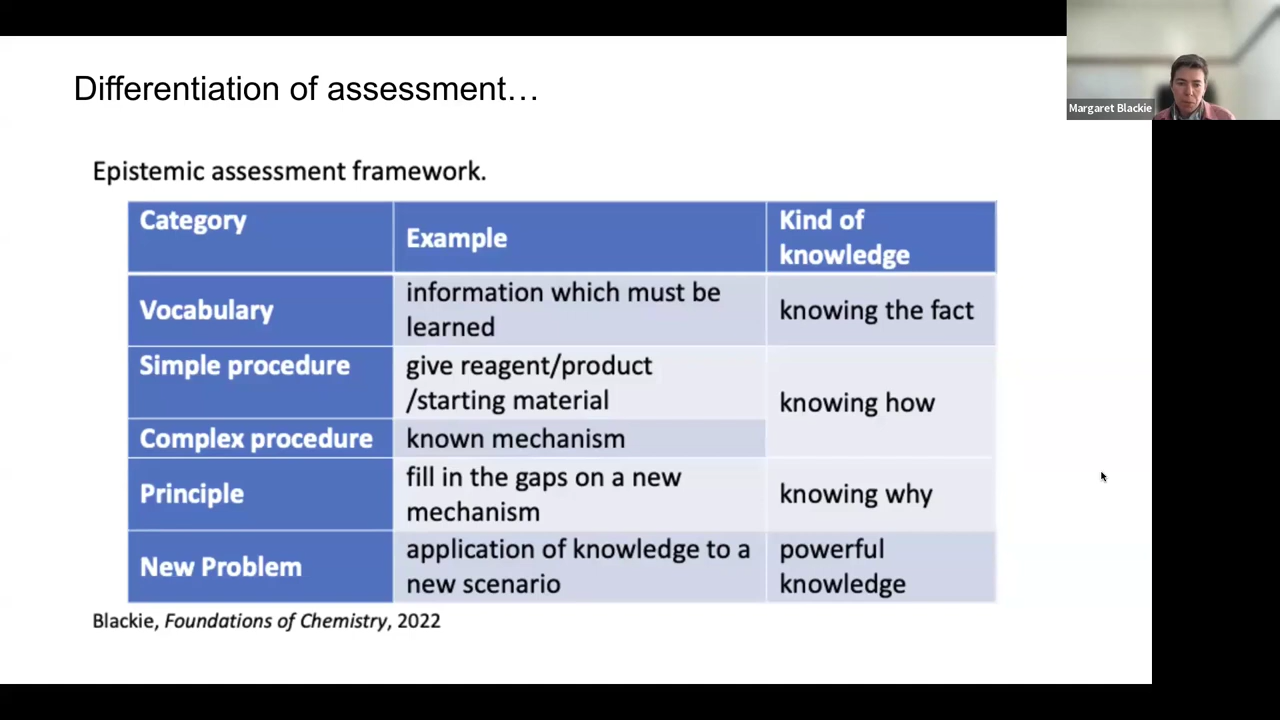 Differentiation of assessment…
Margaret Blackie
Epistemic assessment framework.
Category
Example
Kind of
knowledge
Vocabulary
information which must be
learned
knowing the fact
Simple procedure
give reagent/product
/starting material
knowing how
Complex procedure
known mechanism
Principle
fill in the gaps on a new
mechanism
knowing why
New Problem
application of knowledge to a
new scenario
powerful
knowledge
Blackie, Foundations of Chemistry, 2022